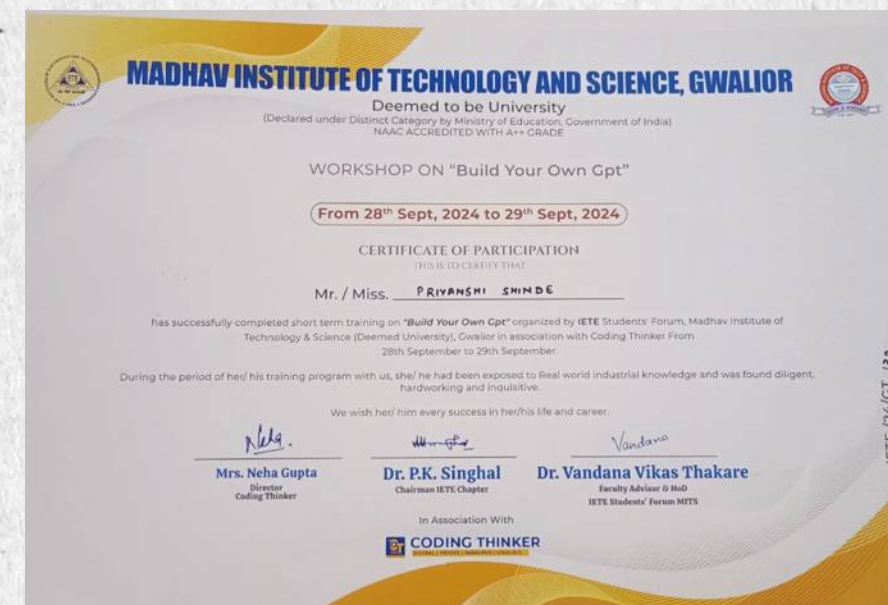 MADHAV INSTITUTE OF TECHNOLOGY AND SCIENCE, GWALIOR
Deemed to be University
(Declared under Distinct Category by Ministry of Education, Government of India)
NAAC ACCREDITED WITH A++ GRADE
WORKSHOP ON "Build Your Own Gpt"
From 28th Sept, 2024 to 29th Sept, 2024
CERTIFICATE OF PARTICIPATION
THIS IS TO CERTIFY THAT
Mr. / Miss. PRIYANSHI SHINDE
has successfully completed short term training on "Build Your Own Gpt" organized by IETE Students' Forum, Madhav Institute of
Technology & Science (Deemed University), Gwalior in association with Coding Thinker From
28th September to 29th September.
During the period of her/ his training program with us, she/ he had been exposed to Real world industrial knowledge and was found diligent,
hardworking and inquisitive.
We wish her/ him every success in her/his life and career.
Neha.
Vandana
Mrs. Neha Gupta
Director
Coding Thinker
Dr. P.K. Singhal
Chairman IETE Chapter
Dr. Vandana Vikas Thakare
Faculty Advisor & HoD
IETE Students' Forum MITS
In Association With
CODING THINKER